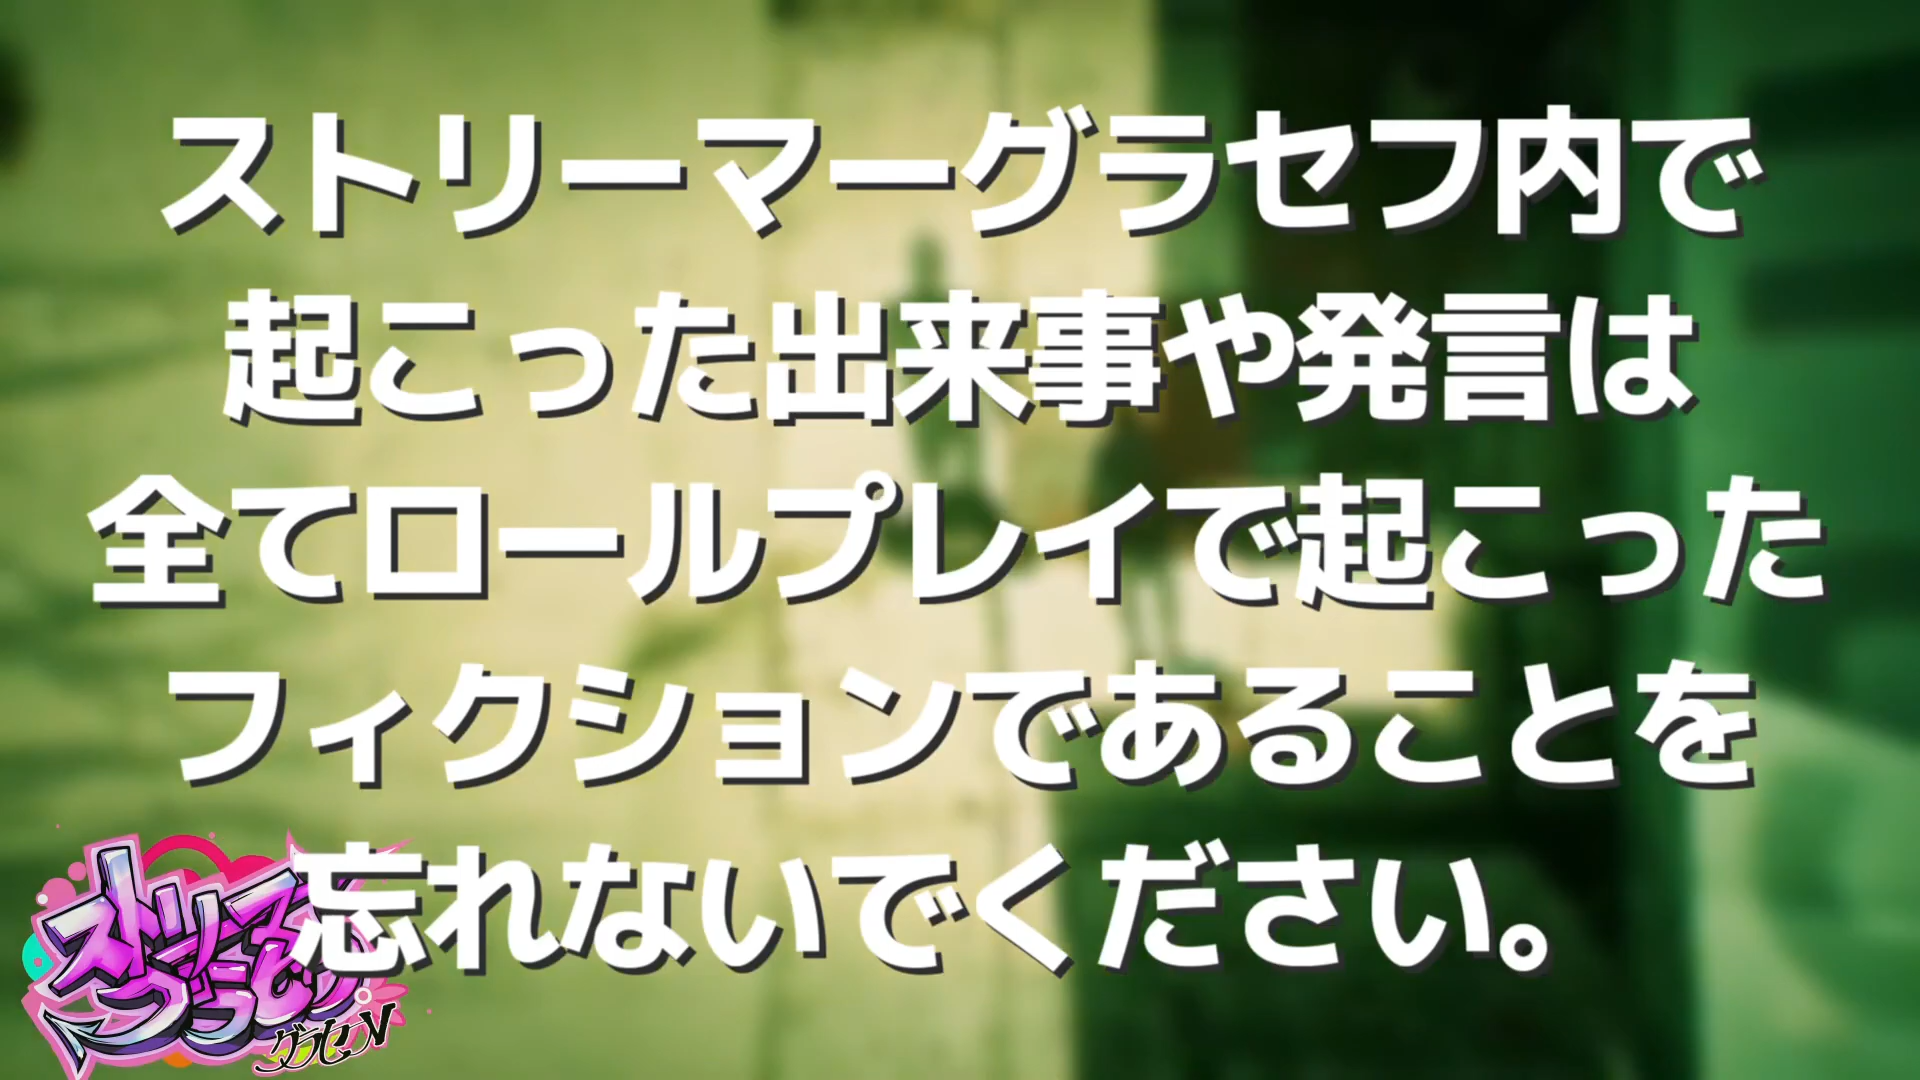 ストリーマーグラセフ内で
起こった出来事や発言は
全てロールプレイで起こった
フィクションであることを
忘れないでください。